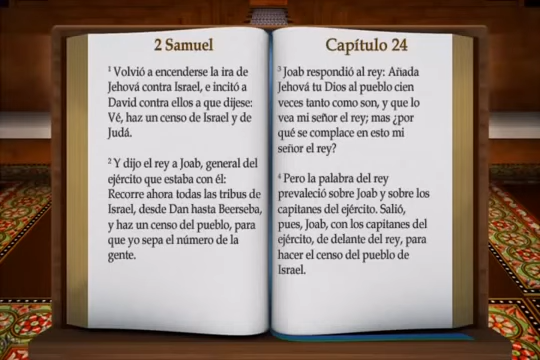 2 Samuel
¹ Volvió a encenderse la ira de
Jehová contra Israel, e incitó a
David contra ellos a que dijese:
Vé, haz un censo de Israel y de
Judá.
² Y dijo el rey a Joab, general del
ejército que estaba con él:
Recorre ahora todas las tribus de
Israel, desde Dan hasta Beerseba,
y haz un censo del pueblo, para
que yo sepa el número de la
gente.
Capítulo 24
³ Joab respondió al rey: Añada
Jehová tu Dios al pueblo cien
veces tanto como son, y que lo
vea mi señor el rey; mas ¿por
qué se complace en esto mi
señor el rey?
⁴ Pero la palabra del rey
prevaleció sobre Joab y sobre los
capitanes del ejército. Salió,
pues, Joab, con los capitanes del
ejército, de delante del rey, para
hacer el censo del pueblo de
Israel.